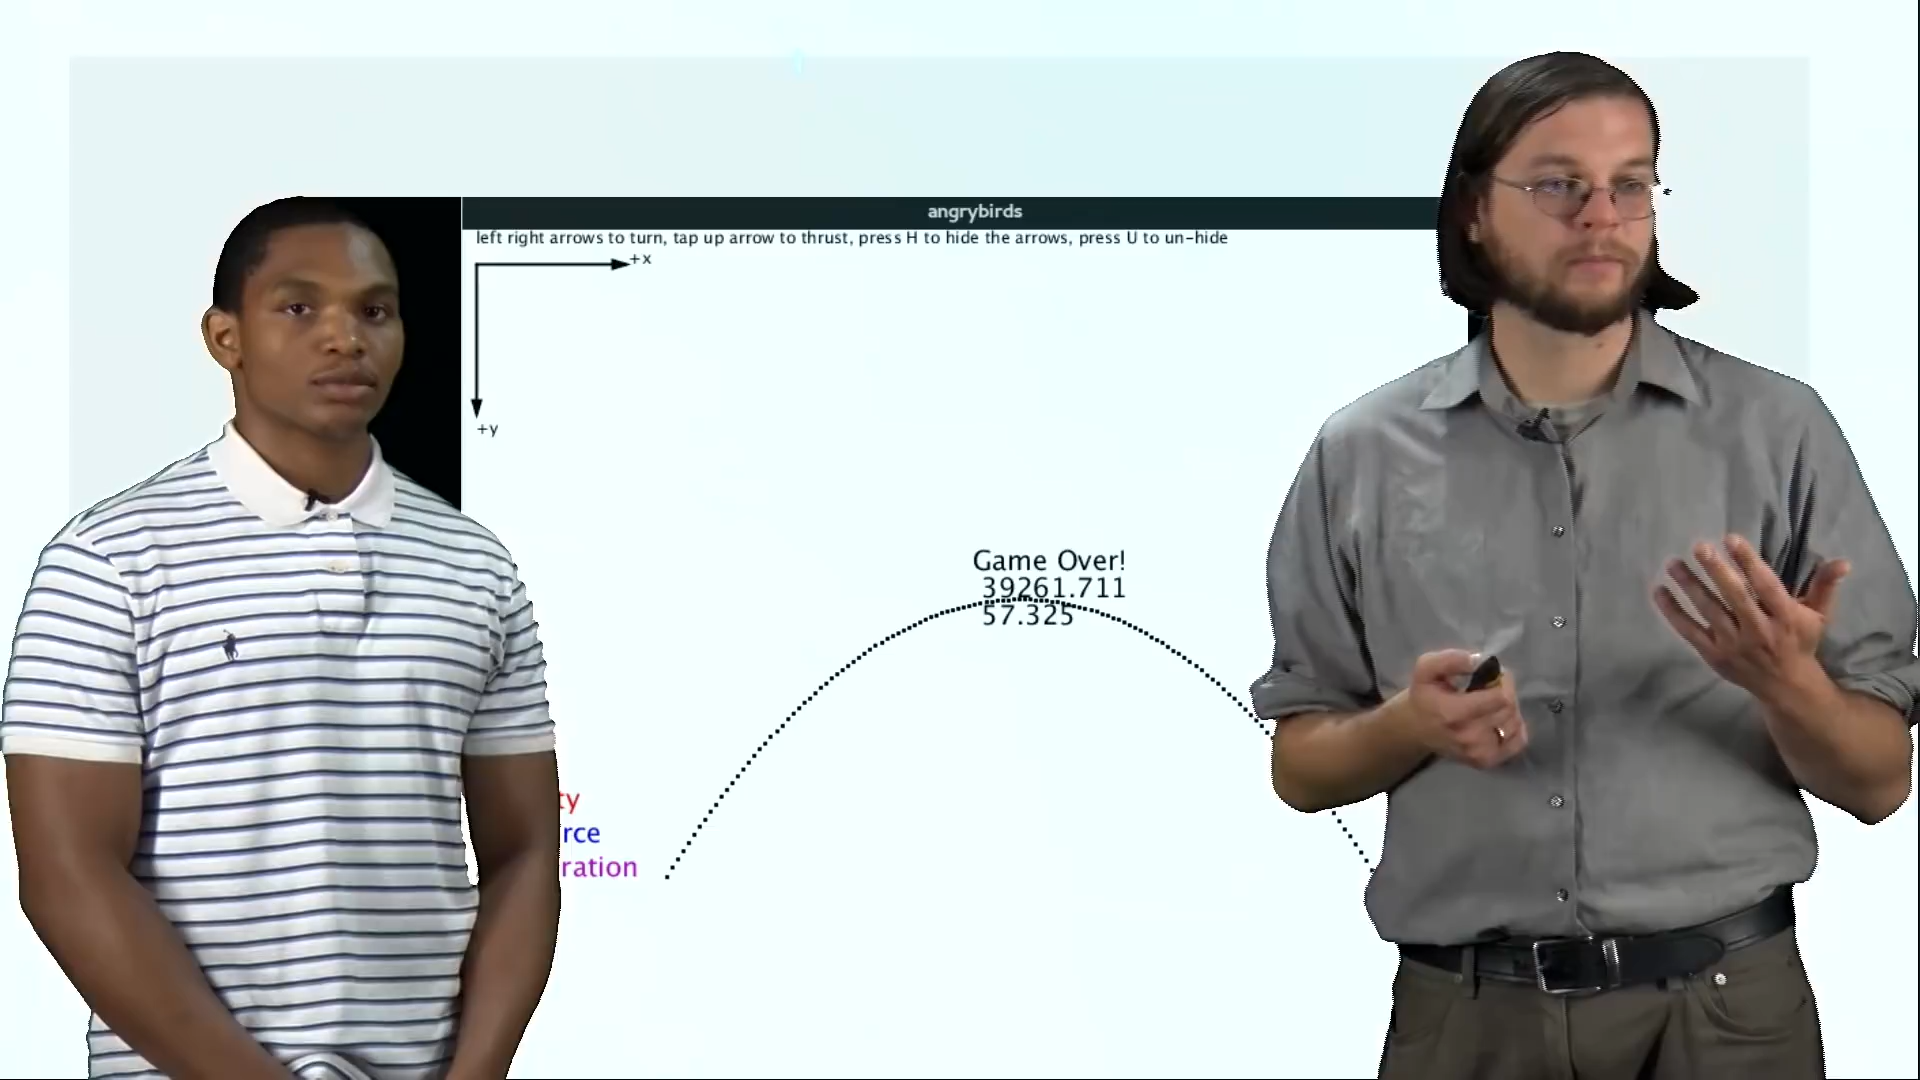 angrybirds
left right arrows to turn, tap up arrow to thrust, press H to hide the arrows, press U to un-hide
+x
+y
Game Over!
39261.711
57.325
ty
rce
ration